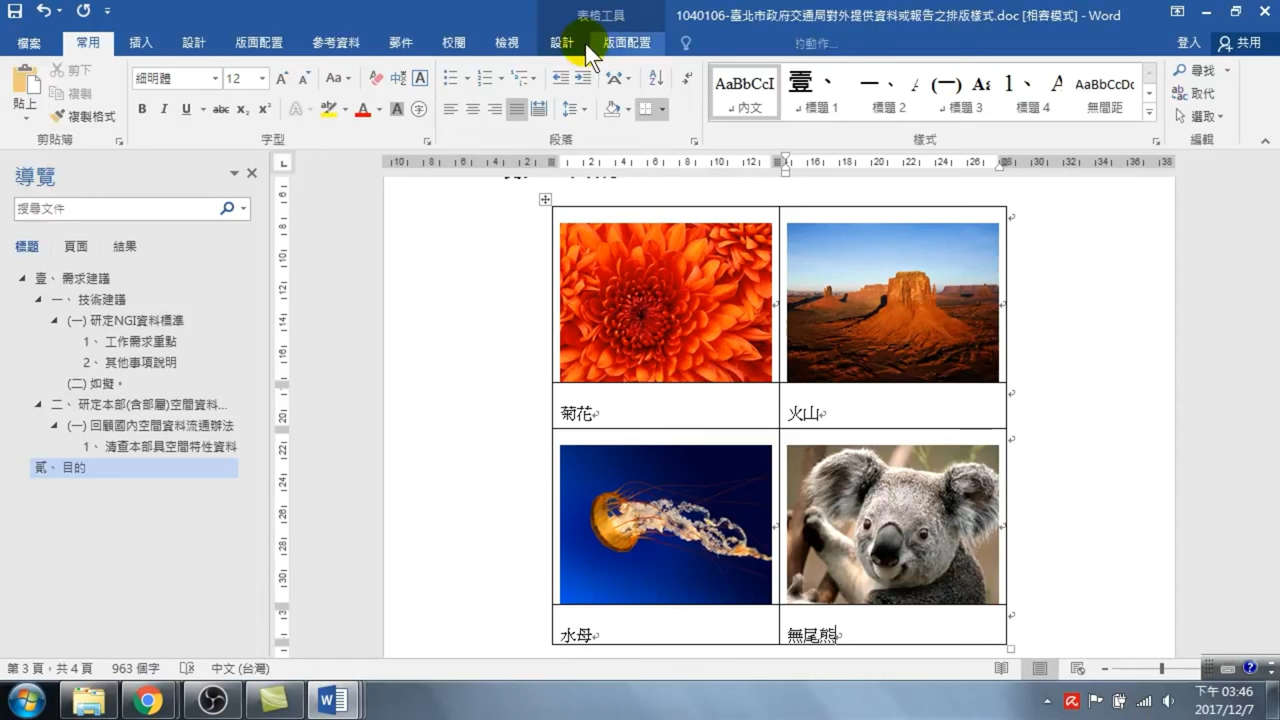 表格工具
1040106-臺北市政府交通局對外提供資料或報告之排版樣式.doc [相容模式] - Word
檔案 常用 插入 設計 版面配置 參考資料 郵件 校閱 檢視 設計 版面配置 的動作... 登入 共用
貼上 剪下 複製 複製格式
細明體 12
AaBbCcI 內文
壹、 標題 1
一、 標題 2
(一) 標題 3
1、 標題 4
AaBbCcDc 無間距
尋找 取代 選取
剪貼簿 字型 段落 樣式 編輯
導覽
搜尋文件
標題 頁面 結果
壹、 需求建議
一、 技術建議
(一) 研定NGI資料標準
1、 工作需求重點
2、 其他事項說明
(二) 如擬。
二、 研定本部(含部屬)空間資料...
(一) 回顧國內空間資料流通辦法
1、 清查本部具空間特性資料
貳、 目的
菊花 火山
水母 無尾熊
第 3 頁，共 4 頁 963 個字 中文 (台灣)
下午 03:46
2017/12/7